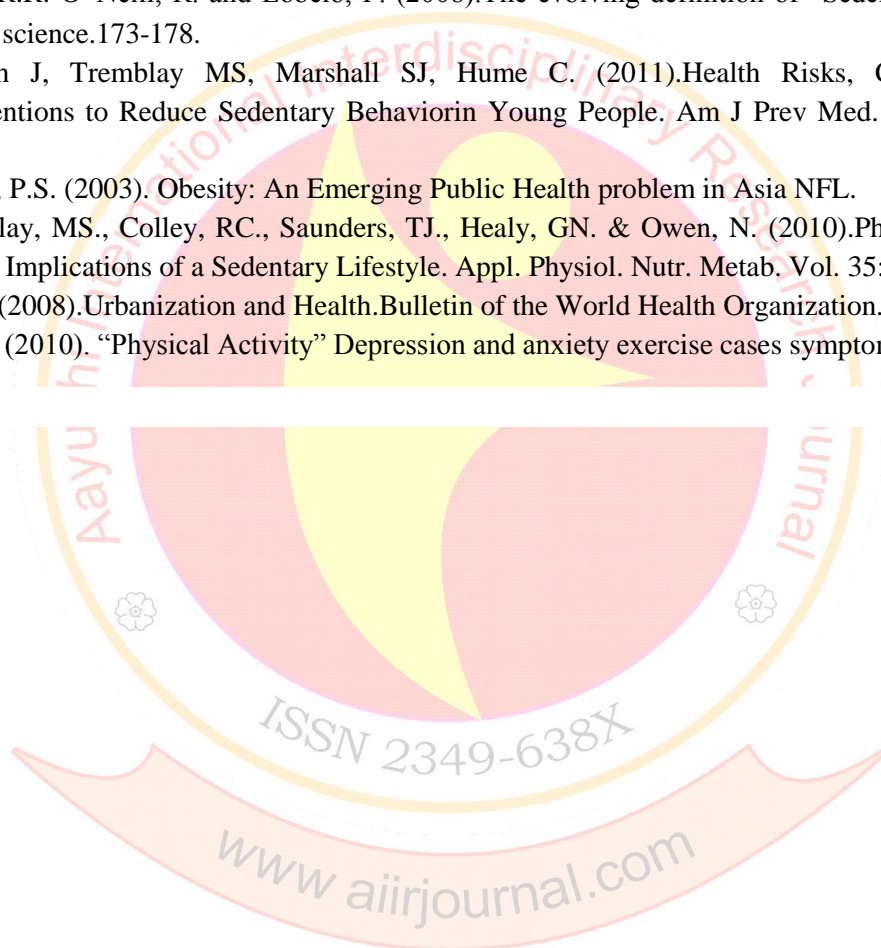 and Lobelo, F. (2008).The evolving definition of
science.173-178.
n J, Tremblay MS, Marshall SJ, Hume C. (2011).Health Risks, C
entions to Reduce Sedentary Behaviorin Young People. Am J Prev Med.
, P.S. (2003). Obesity: An Emerging Public Health problem in Asia NFL.
lay, MS., Colley, RC., Saunders, TJ., Healy, GN. & Owen, N. (2010).Ph
Implications of a Sedentary Lifestyle. Appl. Physiol. Nutr. Metab. Vol. 35:
(2008).Urbanization and Health.Bulletin of the World Health Organization.
(2010). “Physical Activity” Depression and anxiety exercise cases
Aayushi International Interdisciplinary Research Journal
ISSN 2349-638X
www aiirjournal.com